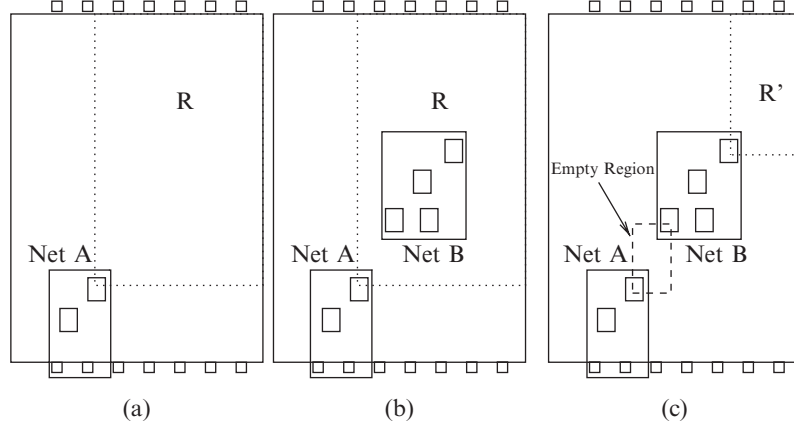 R
Net A
(a)
R
Net A
Net B
(b)
R’
Empty Region
Net A
Net B
(c)